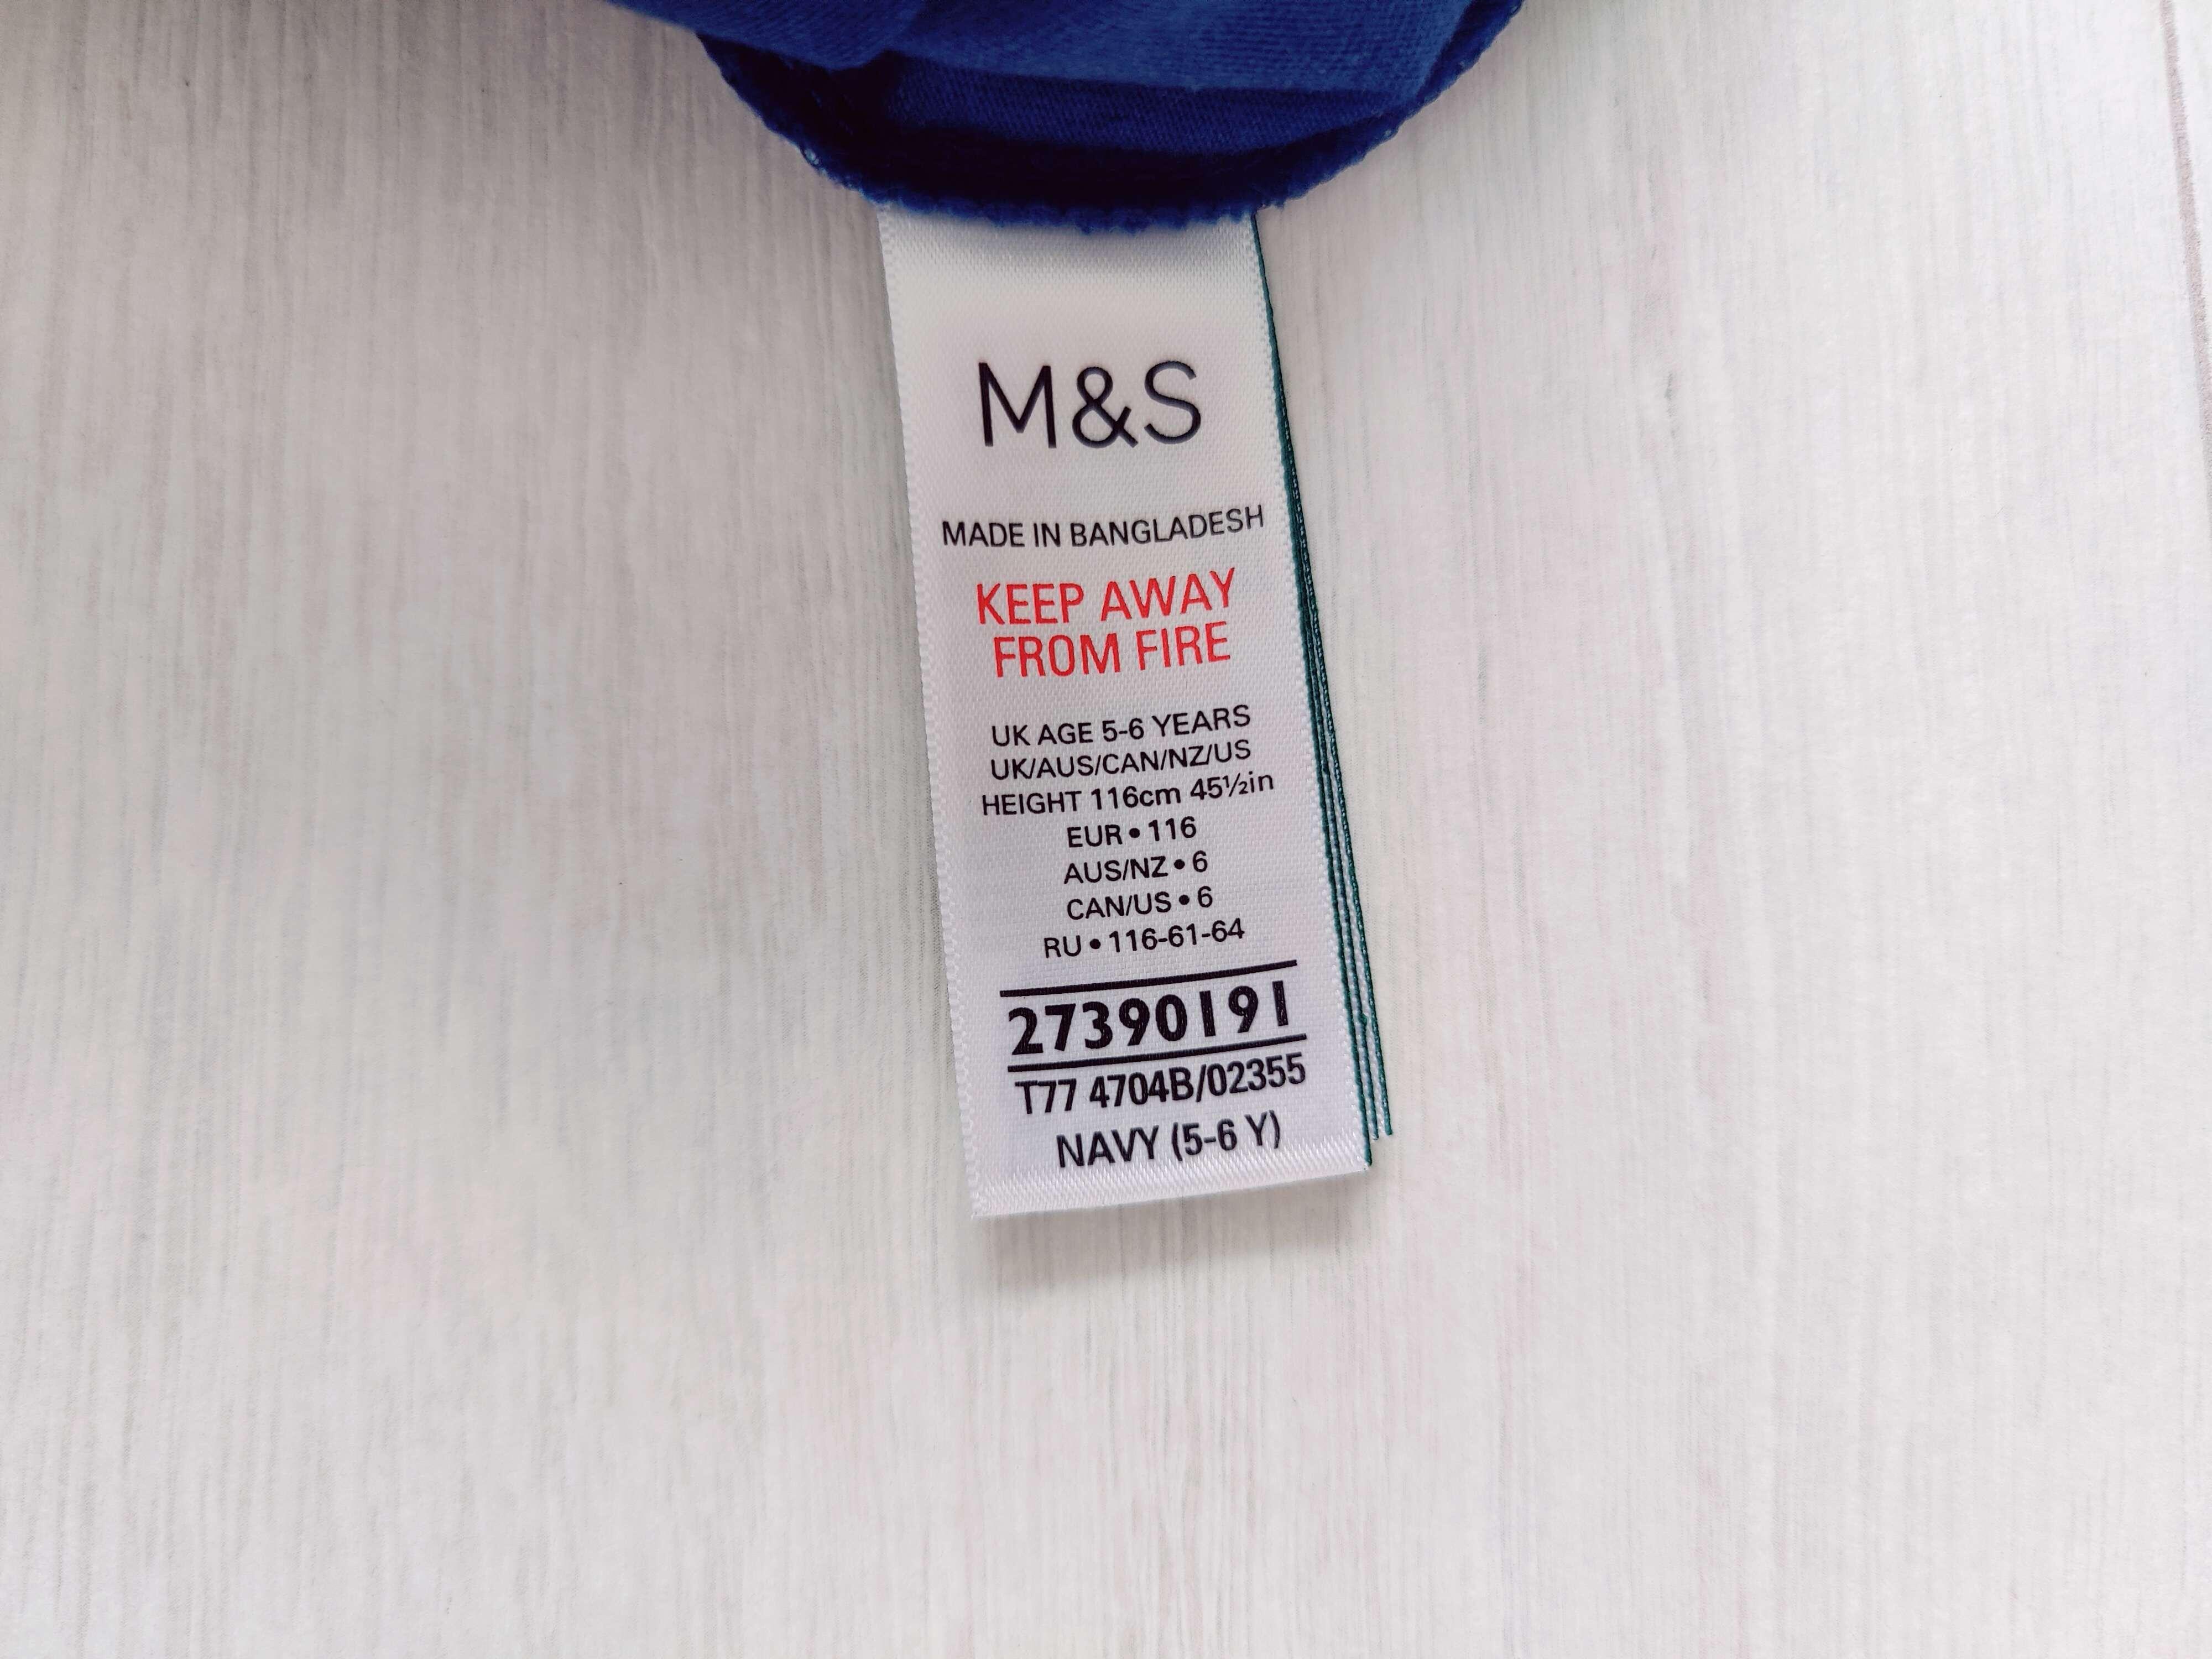 M&S
MADE IN BANGLADESH
KEEP AWAY
FROM FIRE
UK AGE 5-6 YEARS
UK/AUS/CAN/NZ/US
HEIGHT 116cm 45½in
EUR • 116
AUS/NZ • 6
CAN/US • 6
RU • 116-61-64
27390191
T77 4704B/02355
NAVY (5-6 Y)